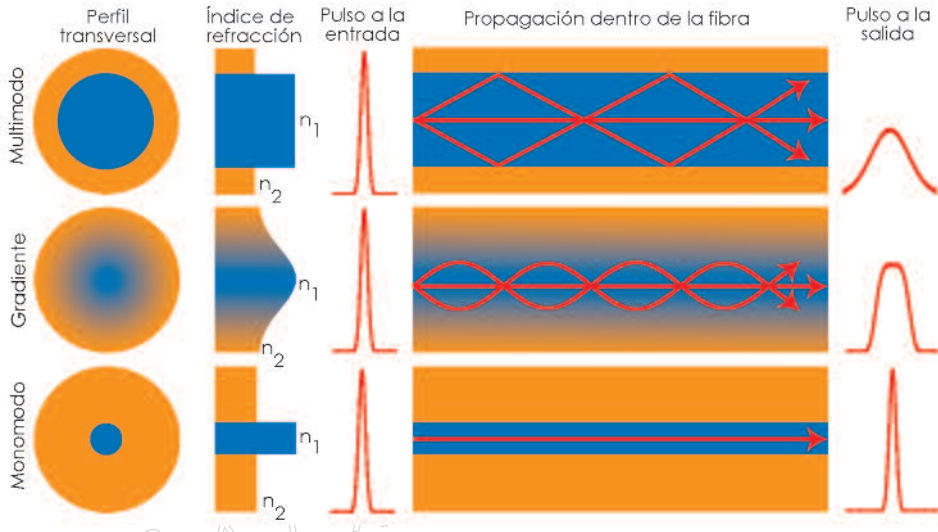 Perfil
transversal
Índice de
refracción
Pulso a la
entrada
Propagación dentro de la fibra
Pulso a la
salida
Multimodo
n1
n2
Gradiente
n1
n2
Monomodo
n1
n2